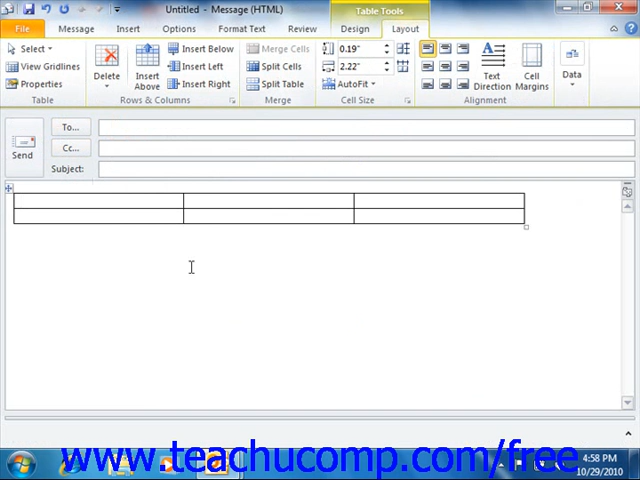 Untitled - Message (HTML)
Table Tools
File
Message
Insert
Options
Format Text
Review
Design
Layout
Select
View Gridlines
Properties
Table
Delete
Insert Above
Insert Below
Insert Left
Insert Right
Rows & Columns
Merge Cells
Split Cells
Split Table
Merge
0.19"
2.22"
AutoFit
Cell Size
Text Direction
Cell Margins
Alignment
Data
Send
To...
Cc...
Subject:
www.teachucomp.com/free
4:58 PM
10/29/2010